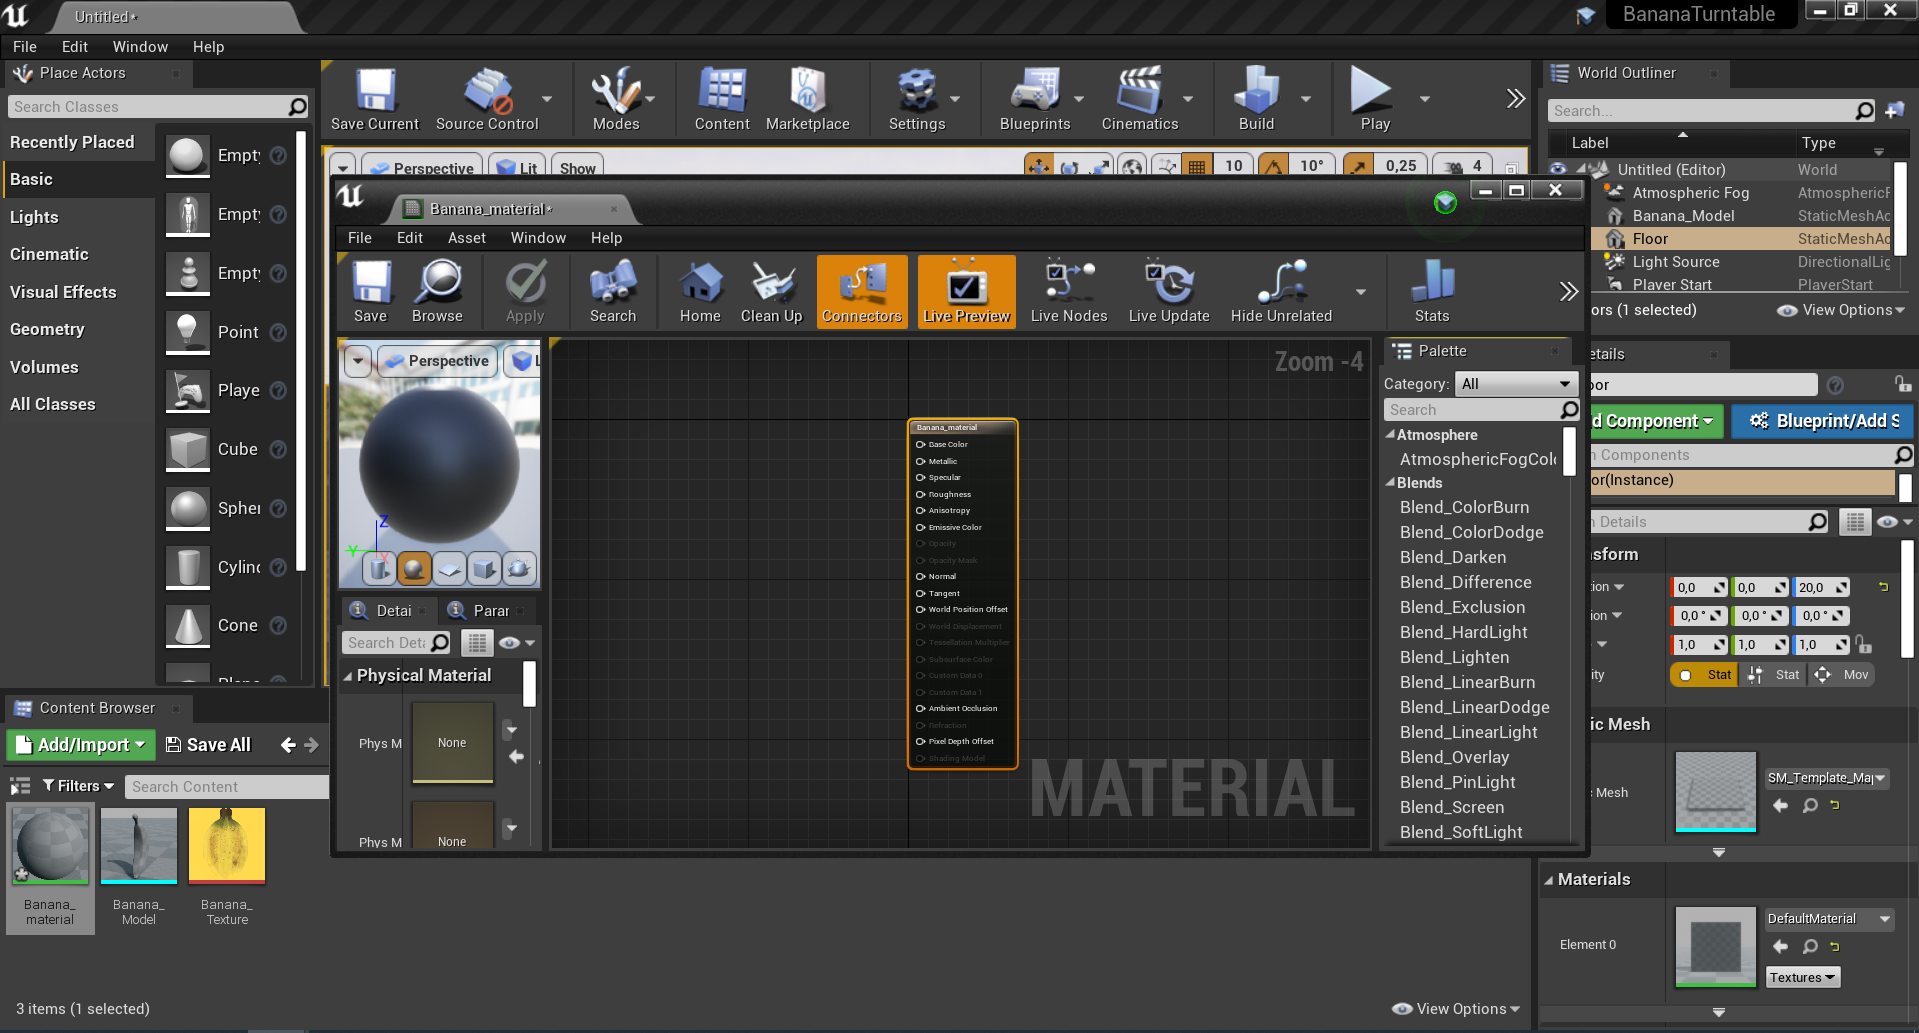 Untitled*
BananaTurntable
File Edit Window Help
Place Actors
Search Classes
Recently Placed
Basic
Lights
Cinematic
Visual Effects
Geometry
Volumes
All Classes
Empty
Empty
Empty
Point
Playe
Cube
Spher
Cylind
Cone
Plane
Save Current
Source Control
Modes
Content
Marketplace
Settings
Blueprints
Cinematics
Build
Play
Perspective
Lit
Show
10
10°
0,25
4
World Outliner
Search...
Label Type
Untitled (Editor) World
Atmospheric Fog AtmosphericF
Banana_Model StaticMeshAc
Floor StaticMeshAc
Light Source DirectionalLig
Player Start PlayerStart
ors (1 selected)
View Options
Banana_material*
File Edit Asset Window Help
Save
Browse
Apply
Search
Home
Clean Up
Connectors
Live Preview
Live Nodes
Live Update
Hide Unrelated
Stats
Perspective
L
Z
Y
X
Detai
Parar
Search Deta
Physical Material
Phys M
None
Phys M
None
Zoom -4
Banana_material
Base Color
Metallic
Specular
Roughness
Anisotropy
Emissive Color
Opacity
Opacity Mask
Normal
Tangent
World Position Offset
World Displacement
Tessellation Multiplier
Subsurface Color
Custom Data 0
Custom Data 1
Ambient Occlusion
Refraction
Pixel Depth Offset
Shading Model
MATERIAL
Palette
Category: All
Search
Atmosphere
AtmosphericFogColo
Blends
Blend_ColorBurn
Blend_ColorDodge
Blend_Darken
Blend_Difference
Blend_Exclusion
Blend_HardLight
Blend_Lighten
Blend_LinearBurn
Blend_LinearDodge
Blend_LinearLight
Blend_Overlay
Blend_PinLight
Blend_Screen
Blend_SoftLight
etails
oor
d Component
Blueprint/Add S
h Components
or(Instance)
h Details
nsform
ion 0,0 0,0 20,0
ion 0,0 ° 0,0 ° 0,0 °
1,0 1,0 1,0
ity Stat Stat Mov
ic Mesh
c Mesh
SM_Template_Map
Materials
Element 0
DefaultMaterial
Textures
Content Browser
Add/Import
Save All
Filters
Search Content
Banana_
material
Banana_
Model
Banana_
Texture
3 items (1 selected)
View Options